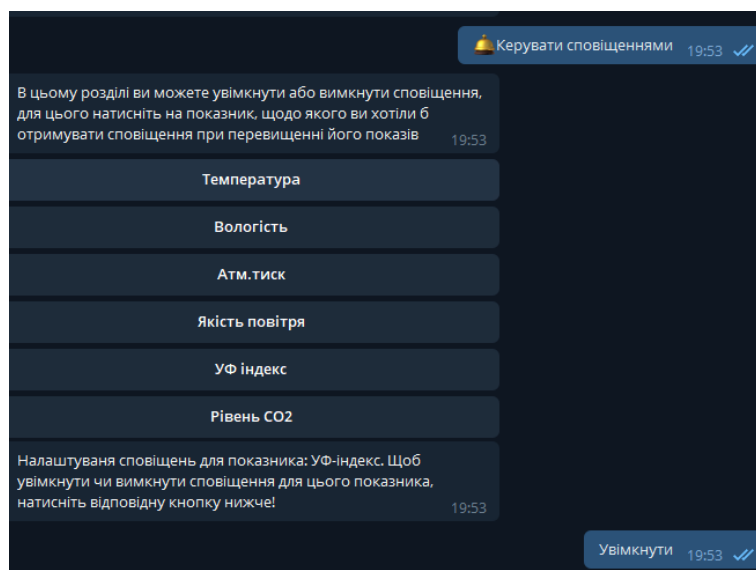 🛎Керувати сповіщеннями 19:53
В цьому розділі ви можете увімкнути або вимкнути сповіщення,
для цього натисніть на показник, щодо якого ви хотіли б
отримувати сповіщення при перевищенні його показів 19:53
Температура
Вологість
Атм.тиск
Якість повітря
УФ індекс
Рівень CO2
Налаштуваня сповіщень для показника: УФ-індекс. Щоб
увімкнути чи вимкнути сповіщення для цього показника,
натисніть відповідну кнопку нижче! 19:53
Увімкнути 19:53